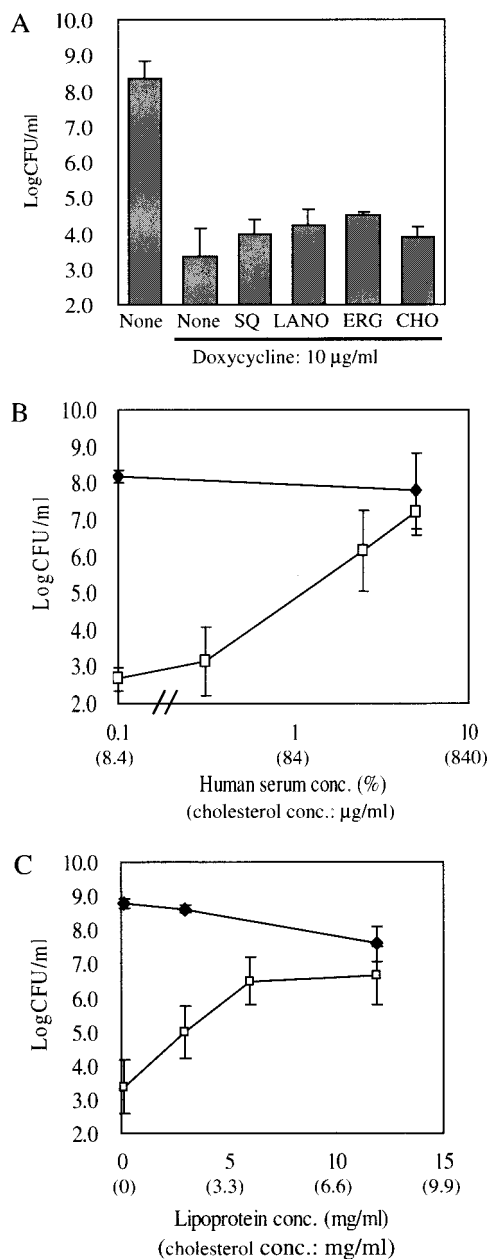 A
LogCFU/ml
10.0
9.0
8.0
7.0
6.0
5.0
4.0
3.0
2.0
None None SQ LANO ERG CHO
Doxycycline: 10 µg/ml
B
LogCFU/ml
10.0
9.0
8.0
7.0
6.0
5.0
4.0
3.0
2.0
0.1 1 10
(8.4) (84) (840)
Human serum conc. (%)
(cholesterol conc.: µg/ml)
C
LogCFU/ml
10.0
9.0
8.0
7.0
6.0
5.0
4.0
3.0
2.0
0 5 10 15
(0) (3.3) (6.6) (9.9)
Lipoprotein conc. (mg/ml)
(cholesterol conc.: mg/ml)